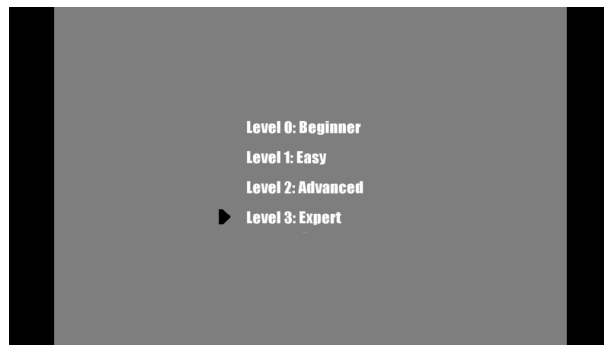 Level 0: Beginner
Level 1: Easy
Level 2: Advanced
Level 3: Expert